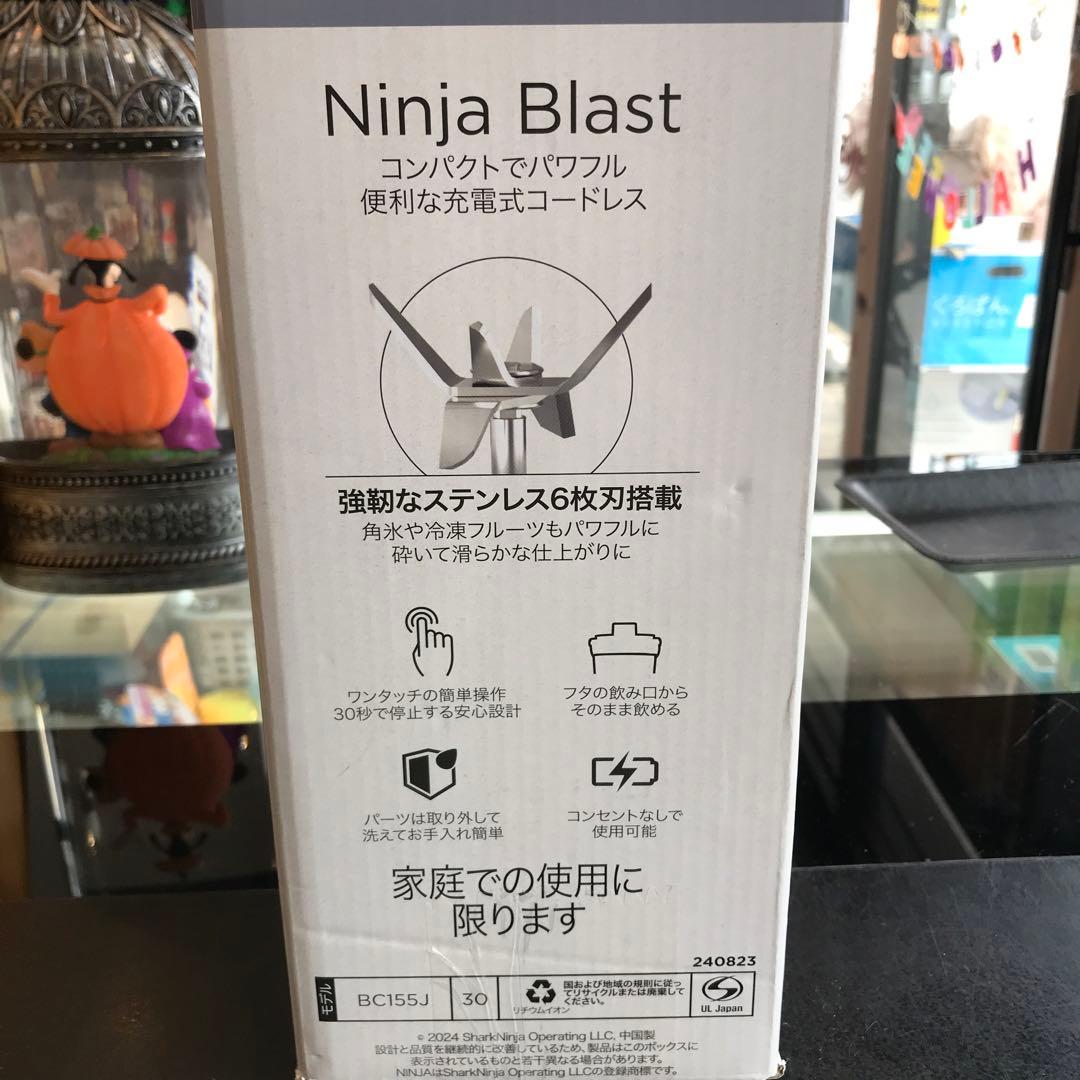 Ninja Blast
コンパクトでパワフル
便利な充電式コードレス
強靭なステンレス6枚刃搭載
角氷や冷凍フルーツもパワフルに
砕いて滑らかな仕上がりに
ワンタッチの簡単操作
30秒で停止する安心設計
フタの飲み口から
そのまま飲める
パーツは取り外して
洗えてお手入れ簡単
コンセントなしで
使用可能
家庭での使用に
限ります
240823
モデル
BC155J
30
リチウムイオン
国および地域の規則に従っ
てリサイクルまたは廃棄して
ください。
UL Japan
© 2024 SharkNinja Operating LLC, 中国製
設計と品質を継続的に改善しているため、製品はこのボックスに
表示されているものと若干異なる場合があります。
NINJAはSharkNinja Operating LLCの登録商標です。
くろぱん